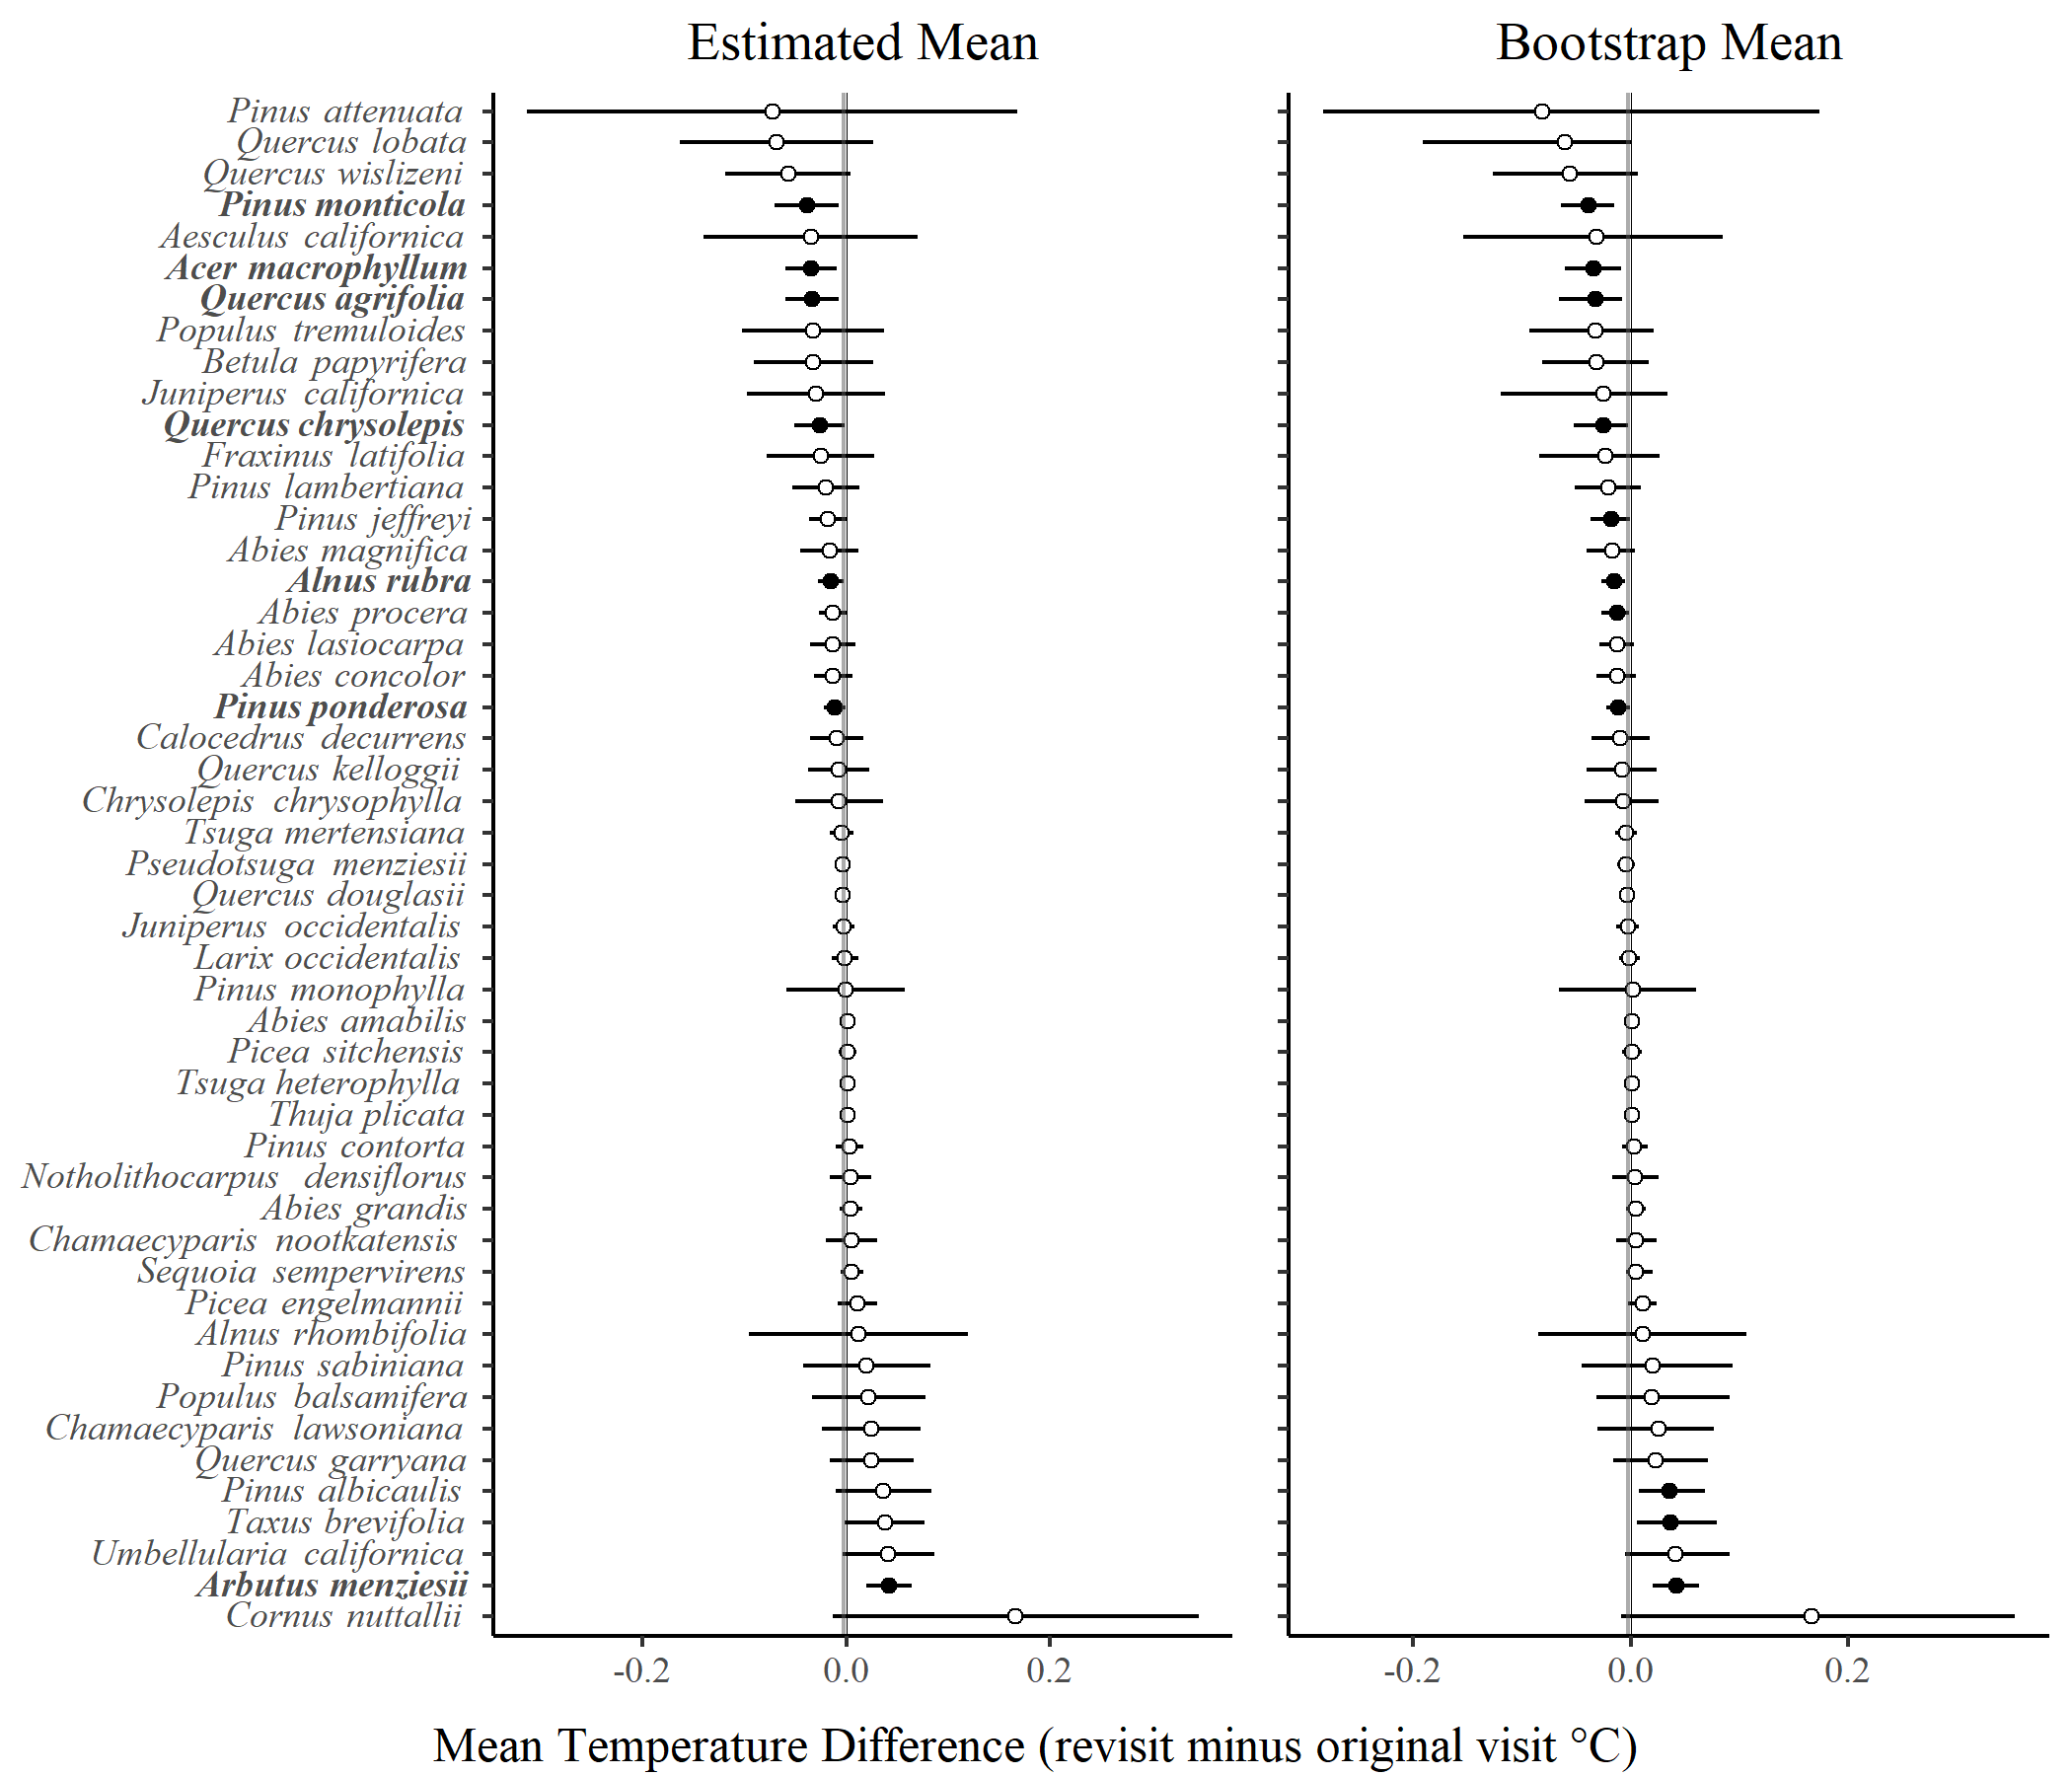 Estimated Mean
Bootstrap Mean
Pinus attenuata
Quercus lobata
Quercus wislizeni
Pinus monticola
Aesculus californica
Acer macrophyllum
Quercus agrifolia
Populus tremuloides
Betula papyrifera
Juniperus californica
Quercus chrysolepis
Fraxinus latifolia
Pinus lambertiana
Pinus jeffreyi
Abies magnifica
Alnus rubra
Abies procera
Abies lasiocarpa
Abies concolor
Pinus ponderosa
Calocedrus decurrens
Quercus kelloggii
Chrysolepis chrysophylla
Tsuga mertensiana
Pseudotsuga menziesii
Quercus douglasii
Juniperus occidentalis
Larix occidentalis
Pinus monophylla
Abies amabilis
Picea sitchensis
Tsuga heterophylla
Thuja plicata
Pinus contorta
Notholithocarpus densiflorus
Abies grandis
Chamaecyparis nootkatensis
Sequoia sempervirens
Picea engelmannii
Alnus rhombifolia
Pinus sabiniana
Populus balsamifera
Chamaecyparis lawsoniana
Quercus garryana
Pinus albicaulis
Taxus brevifolia
Umbellularia californica
Arbutus menziesii
Cornus nuttallii
-0.2 0.0 0.2
-0.2 0.0 0.2
Mean Temperature Difference (revisit minus original visit °C)